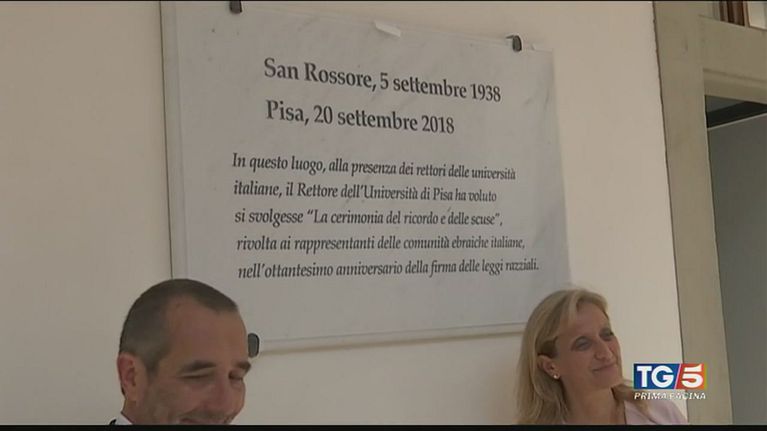 San Rossore, 5 settembre 1938
Pisa, 20 settembre 2018
In questo luogo, alla presenza dei rettori delle università
italiane, il Rettore dell'Università di Pisa ha voluto
si svolgesse "La cerimonia del ricordo e delle scuse",
rivolta ai rappresentanti delle comunità ebraiche italiane,
nell'ottantesimo anniversario della firma delle leggi razziali.
TG5
PRIMA PAGINA